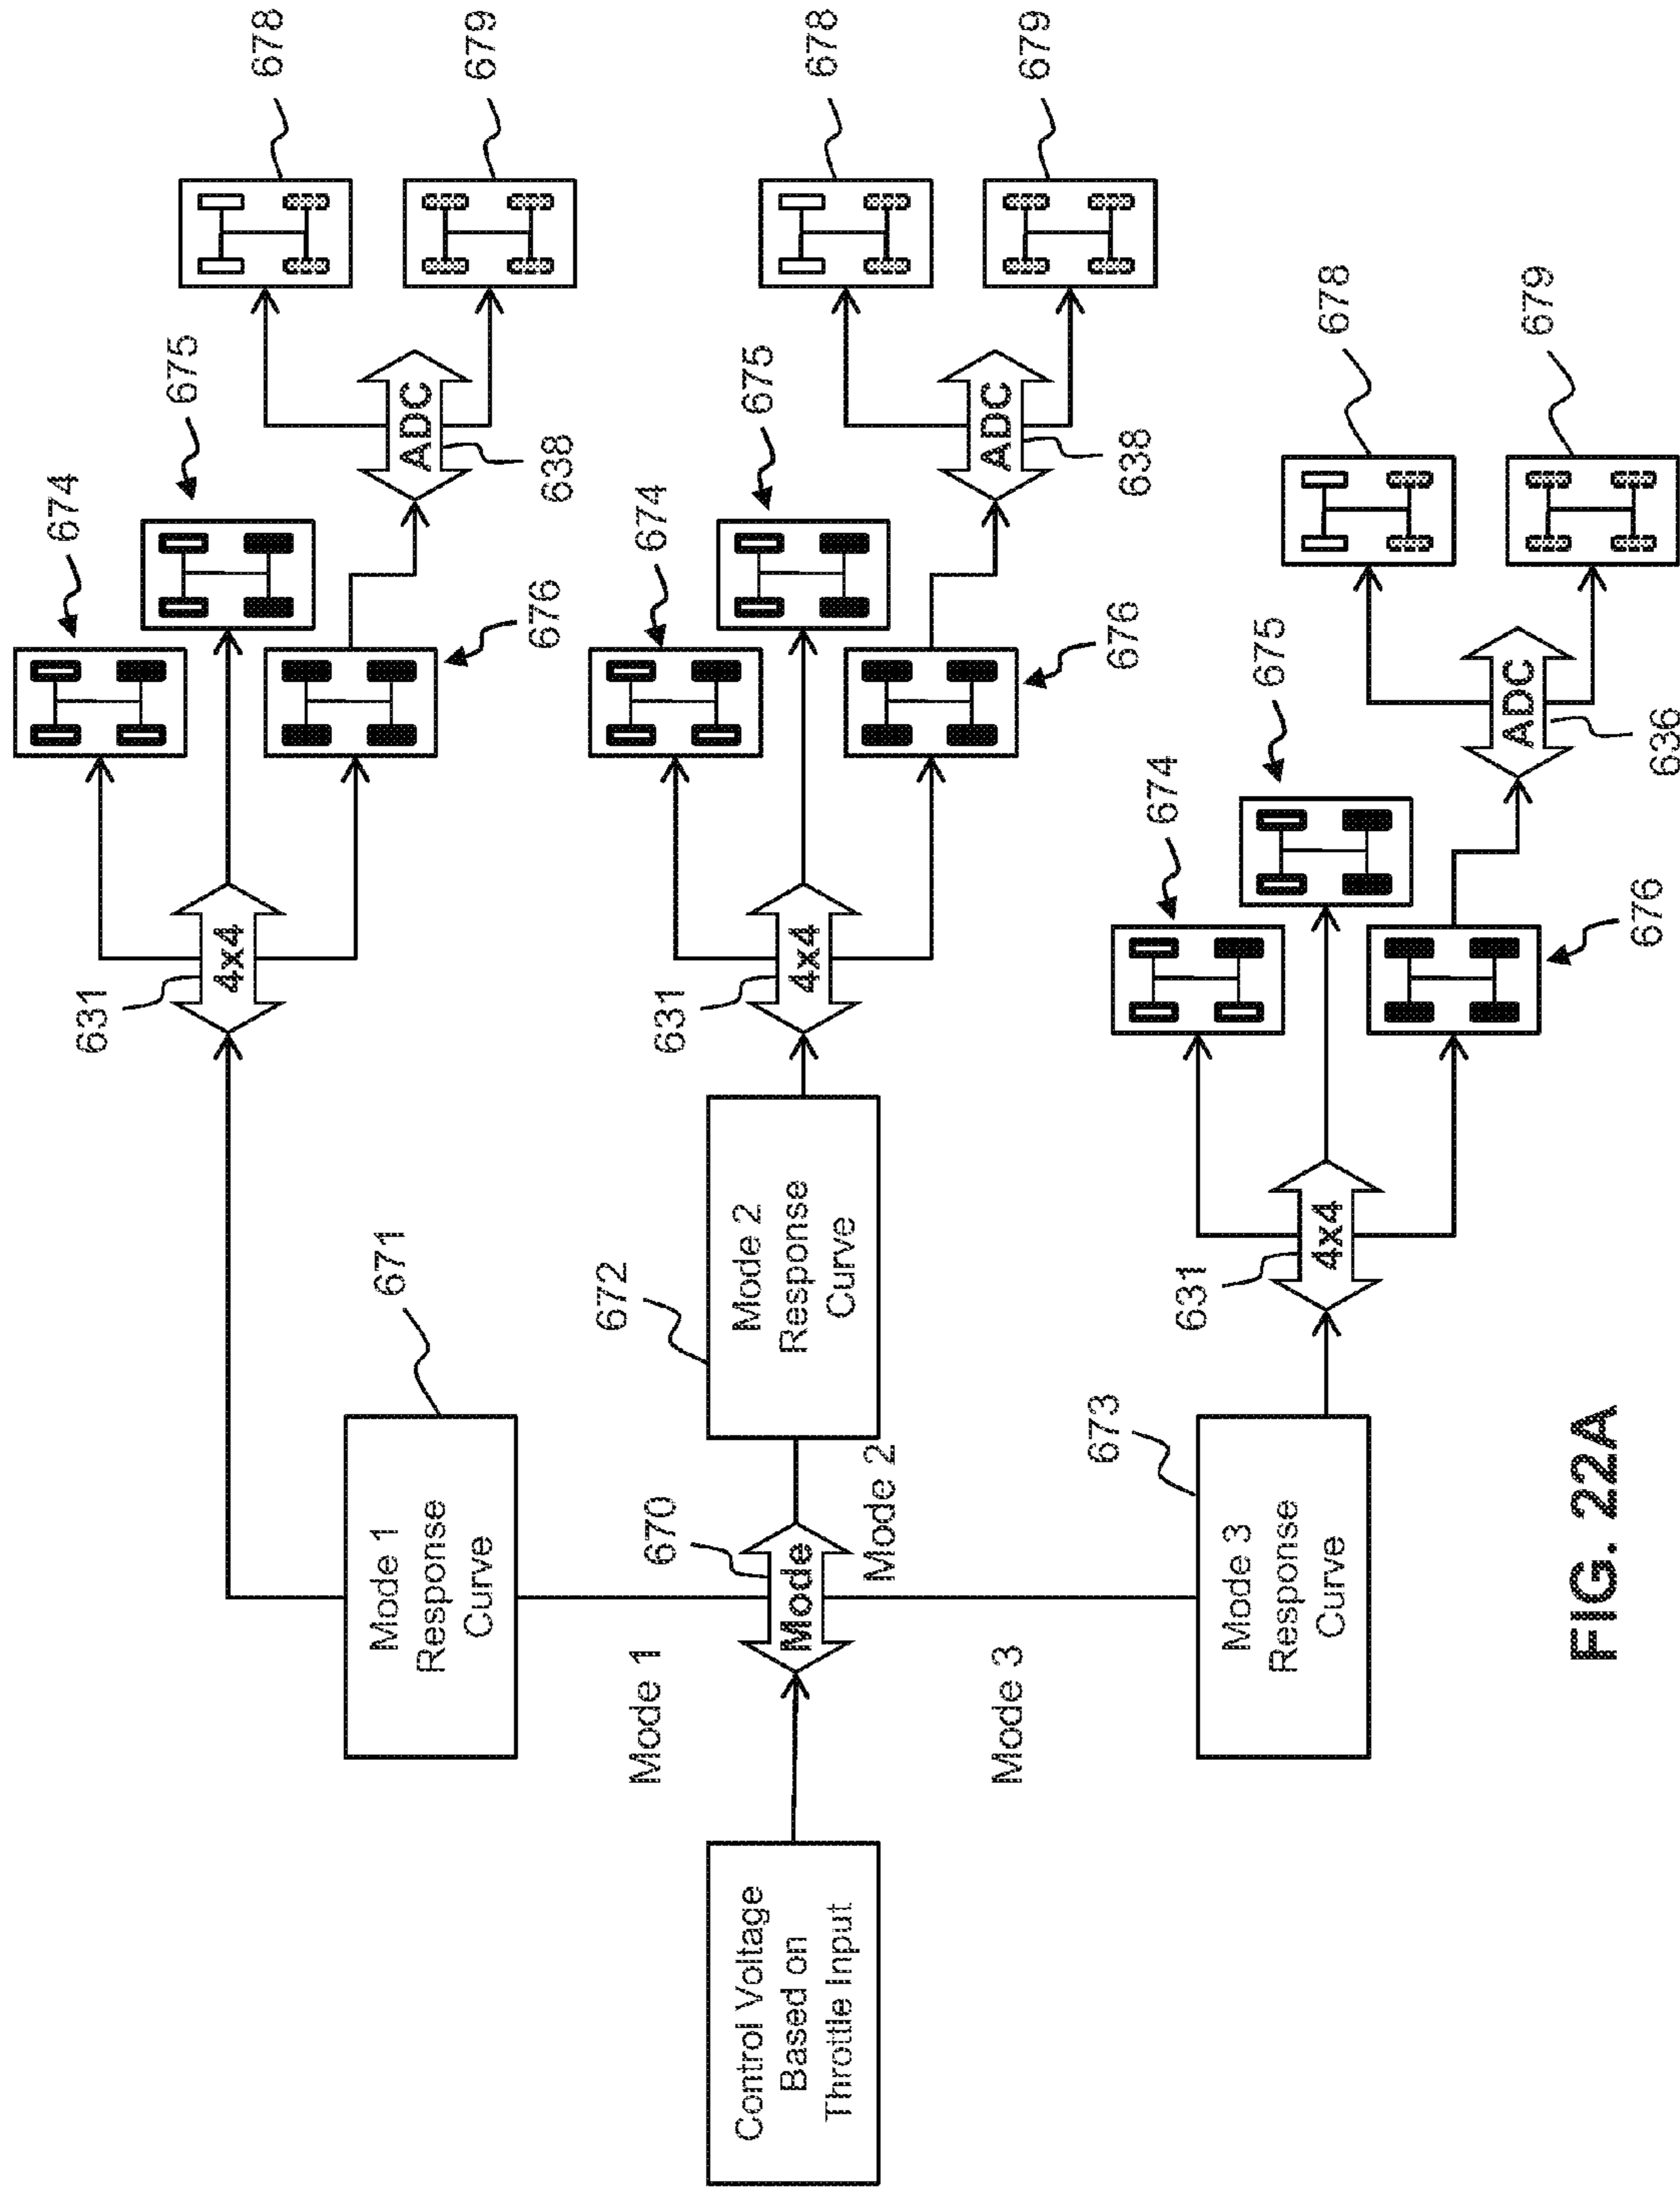 Control Voltage
Based on
Throttle Input
Mode 1
Mode
670
Mode 2
Mode 3
Mode 1
Response
Curve
671
Mode 2
Response
Curve
672
Mode 3
Response
Curve
673
631
4x4
674
675
676
ADC
638
678
679
631
4x4
674
675
676
ADC
638
678
679
631
4x4
674
675
676
ADC
636
678
679
FIG. 22A